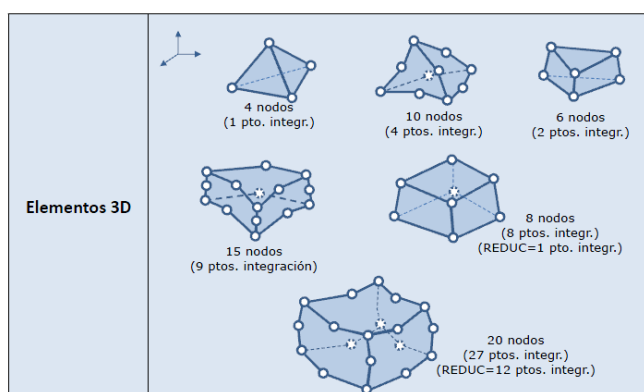 Elementos 3D
4 nodos
(1 pto. integr.)
10 nodos
(4 ptos. integr.)
6 nodos
(2 ptos. integr.)
15 nodos
(9 ptos. integración)
8 nodos
(8 ptos. integr.)
(REDUC=1 pto. integr.)
20 nodos
(27 ptos. integr.)
(REDUC=12 ptos. integr.)